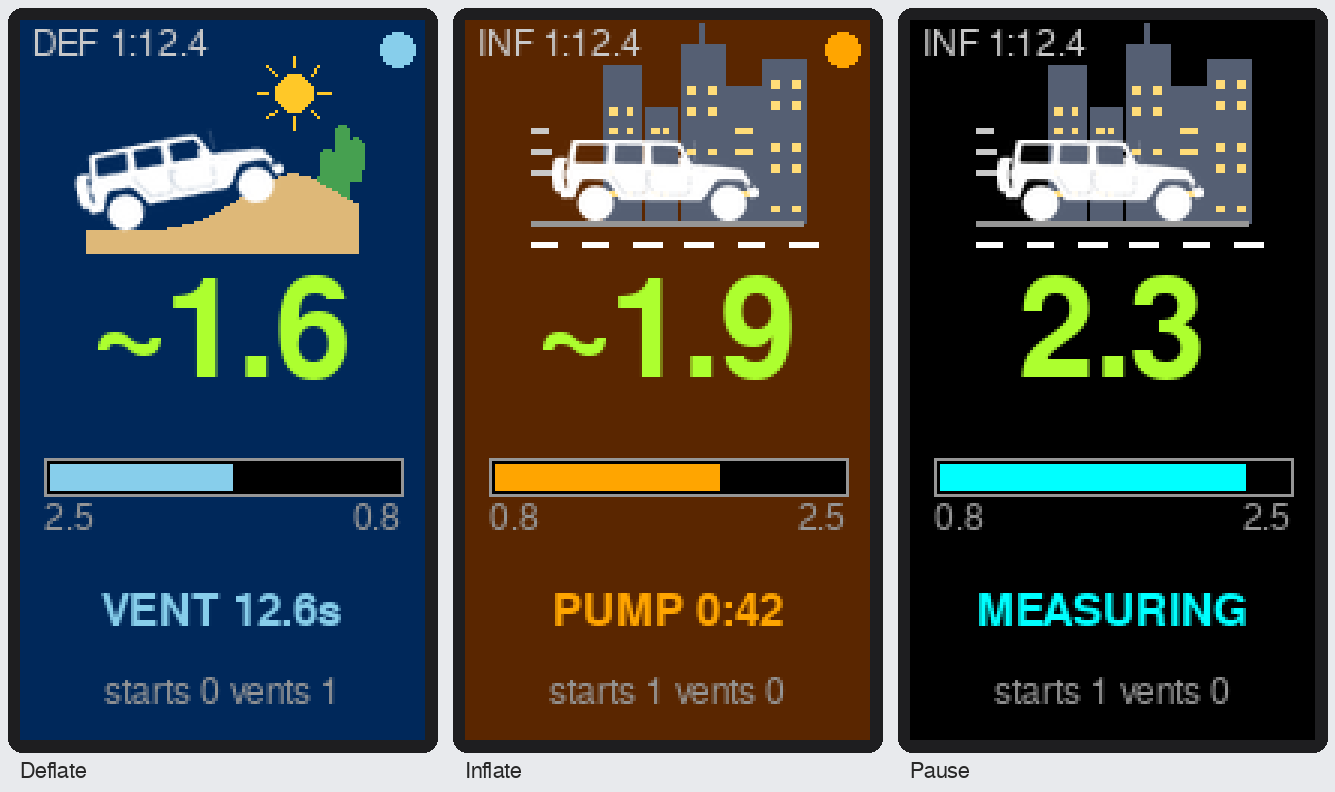 DEF 1:12.4
~1.6
2.5 0.8
VENT 12.6s
starts 0 vents 1
Deflate
INF 1:12.4
~1.9
0.8 2.5
PUMP 0:42
starts 1 vents 0
Inflate
INF 1:12.4
2.3
0.8 2.5
MEASURING
starts 1 vents 0
Pause